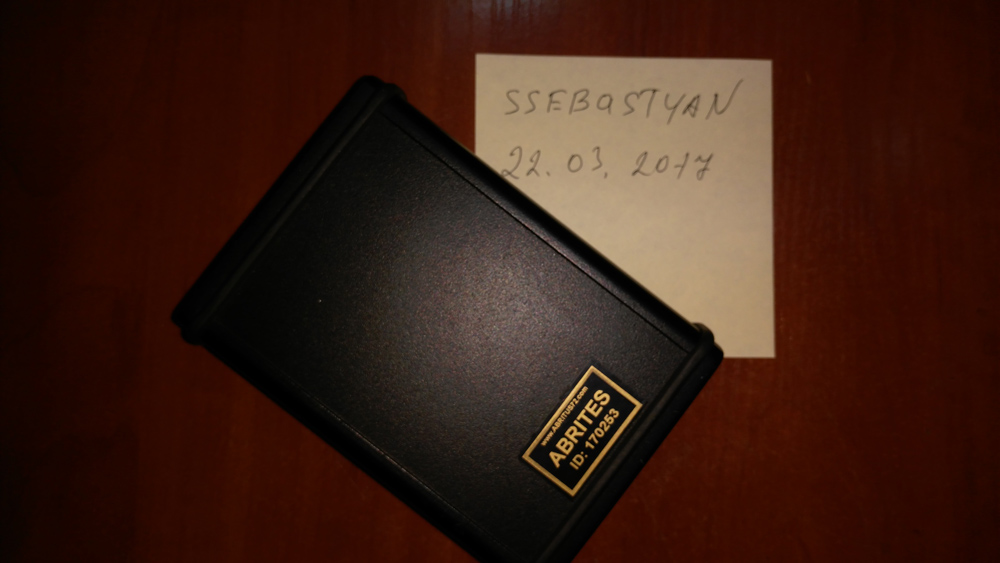 SSEBASTYAN
22.03.2017
www.ABRITUS72.com
ABRITES
ID: 170253